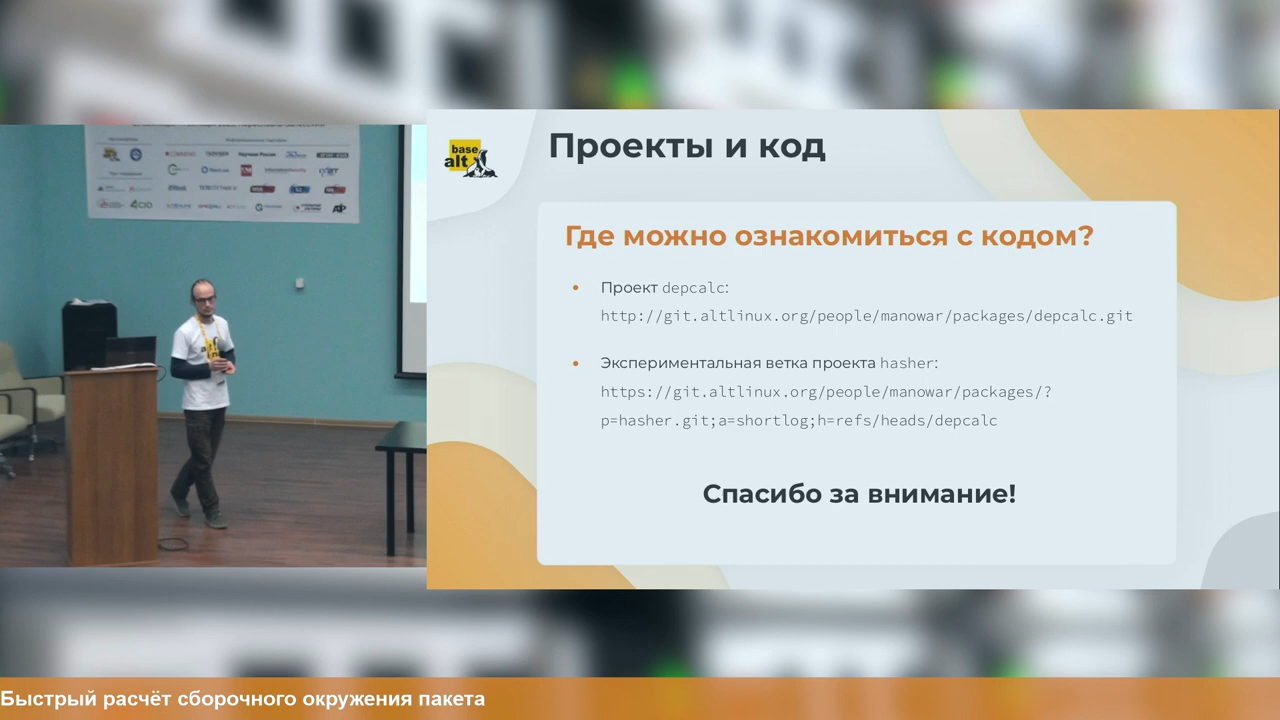 base
alt
Проекты и код
Где можно ознакомиться с кодом?
• Проект depcalc:
http://git.altlinux.org/people/manowar/packages/depcalc.git
• Экспериментальная ветка проекта hasher:
https://git.altlinux.org/people/manowar/packages/?
p=hasher.git;a=shortlog;h=refs/heads/depcalc
Спасибо за внимание!
Быстрый расчёт сборочного окружения пакета